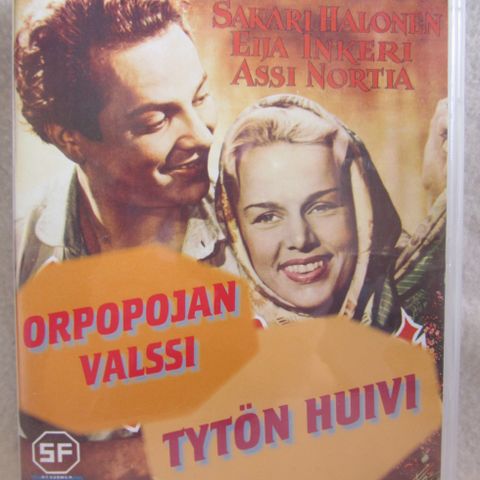 SAKARI HALONEN
EIJA INKERI
ASSI NORTIA
ORPOPOJAN
VALSSI
TYTÖN HUIVI
SF